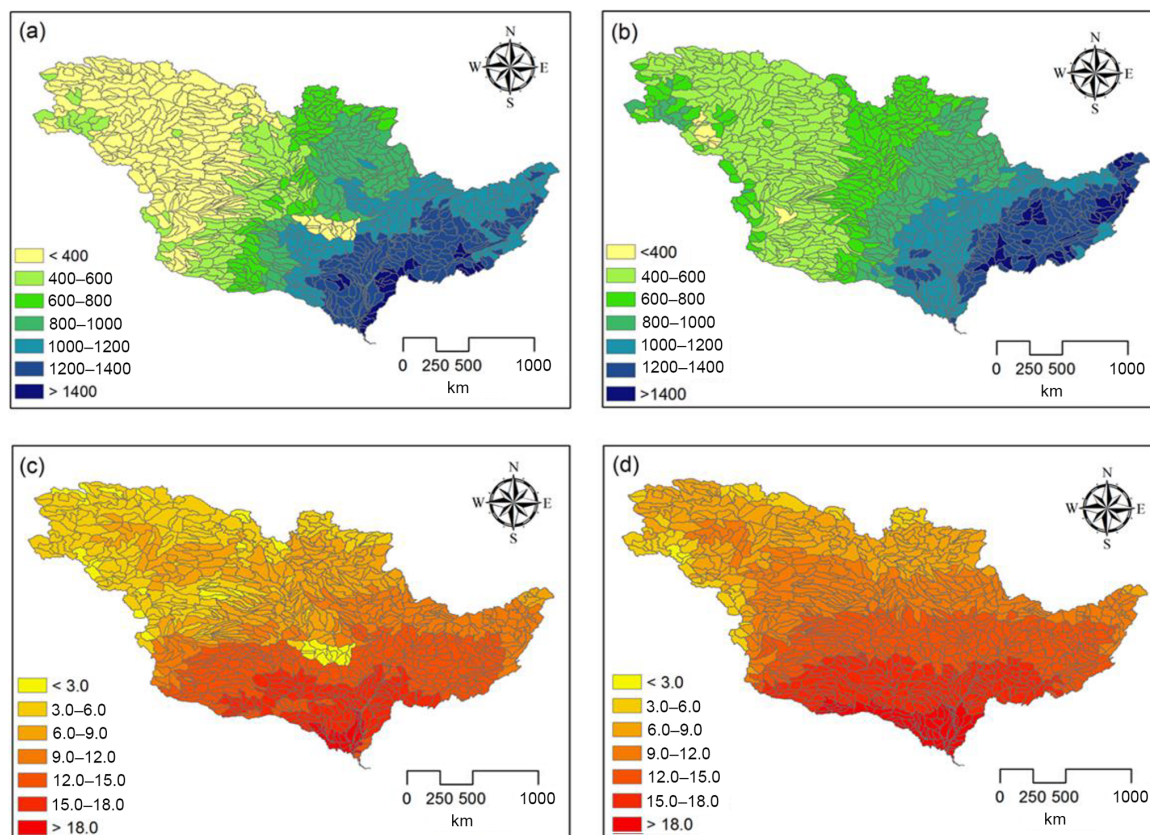 (a)
N
W E
S
< 400
400–600
600–800
800–1000
1000–1200
1200–1400
> 1400
0 250 500 1000
km
(b)
N
W E
S
<400
400–600
600–800
800–1000
1000–1200
1200–1400
>1400
0 250 500 1000
km
(c)
N
W E
S
< 3.0
3.0–6.0
6.0–9.0
9.0–12.0
12.0–15.0
15.0–18.0
> 18.0
0 250 500 1000
km
(d)
N
W E
S
< 3.0
3.0–6.0
6.0–9.0
9.0–12.0
12.0–15.0
15.0–18.0
> 18.0
0 250 500 1000
km